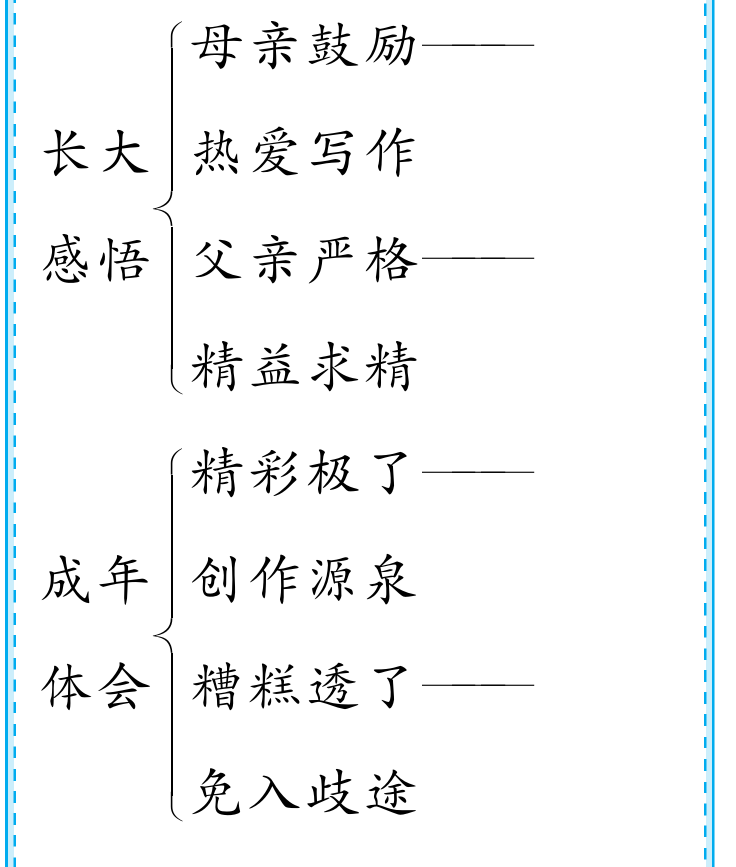 母亲鼓励——
长大 热爱写作
感悟 父亲严格——
精益求精
精彩极了——
成年 创作源泉
体会 糟糕透了——
免入歧途